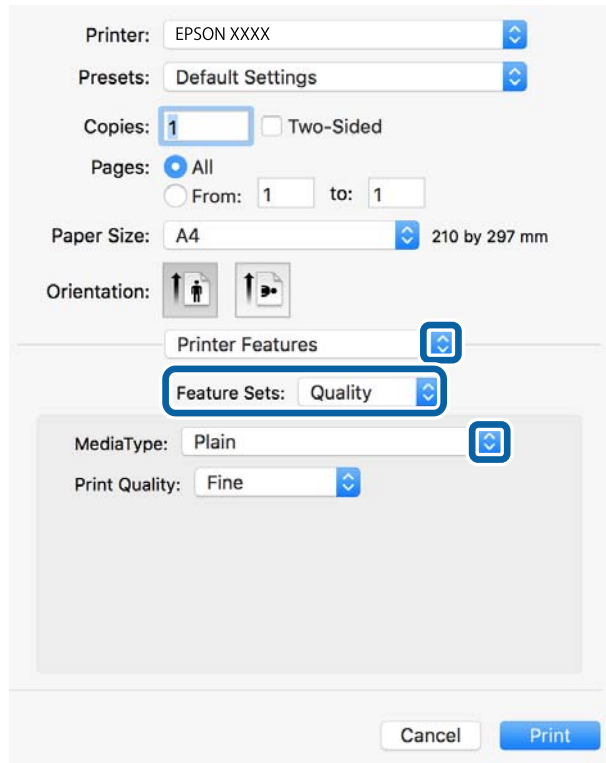 Printer: EPSON XXXX
Presets: Default Settings
Copies: 1 Two-Sided
Pages: All
From: 1 to: 1
Paper Size: A4 210 by 297 mm
Orientation:
Printer Features
Feature Sets: Quality
MediaType: Plain
Print Quality: Fine
Cancel Print